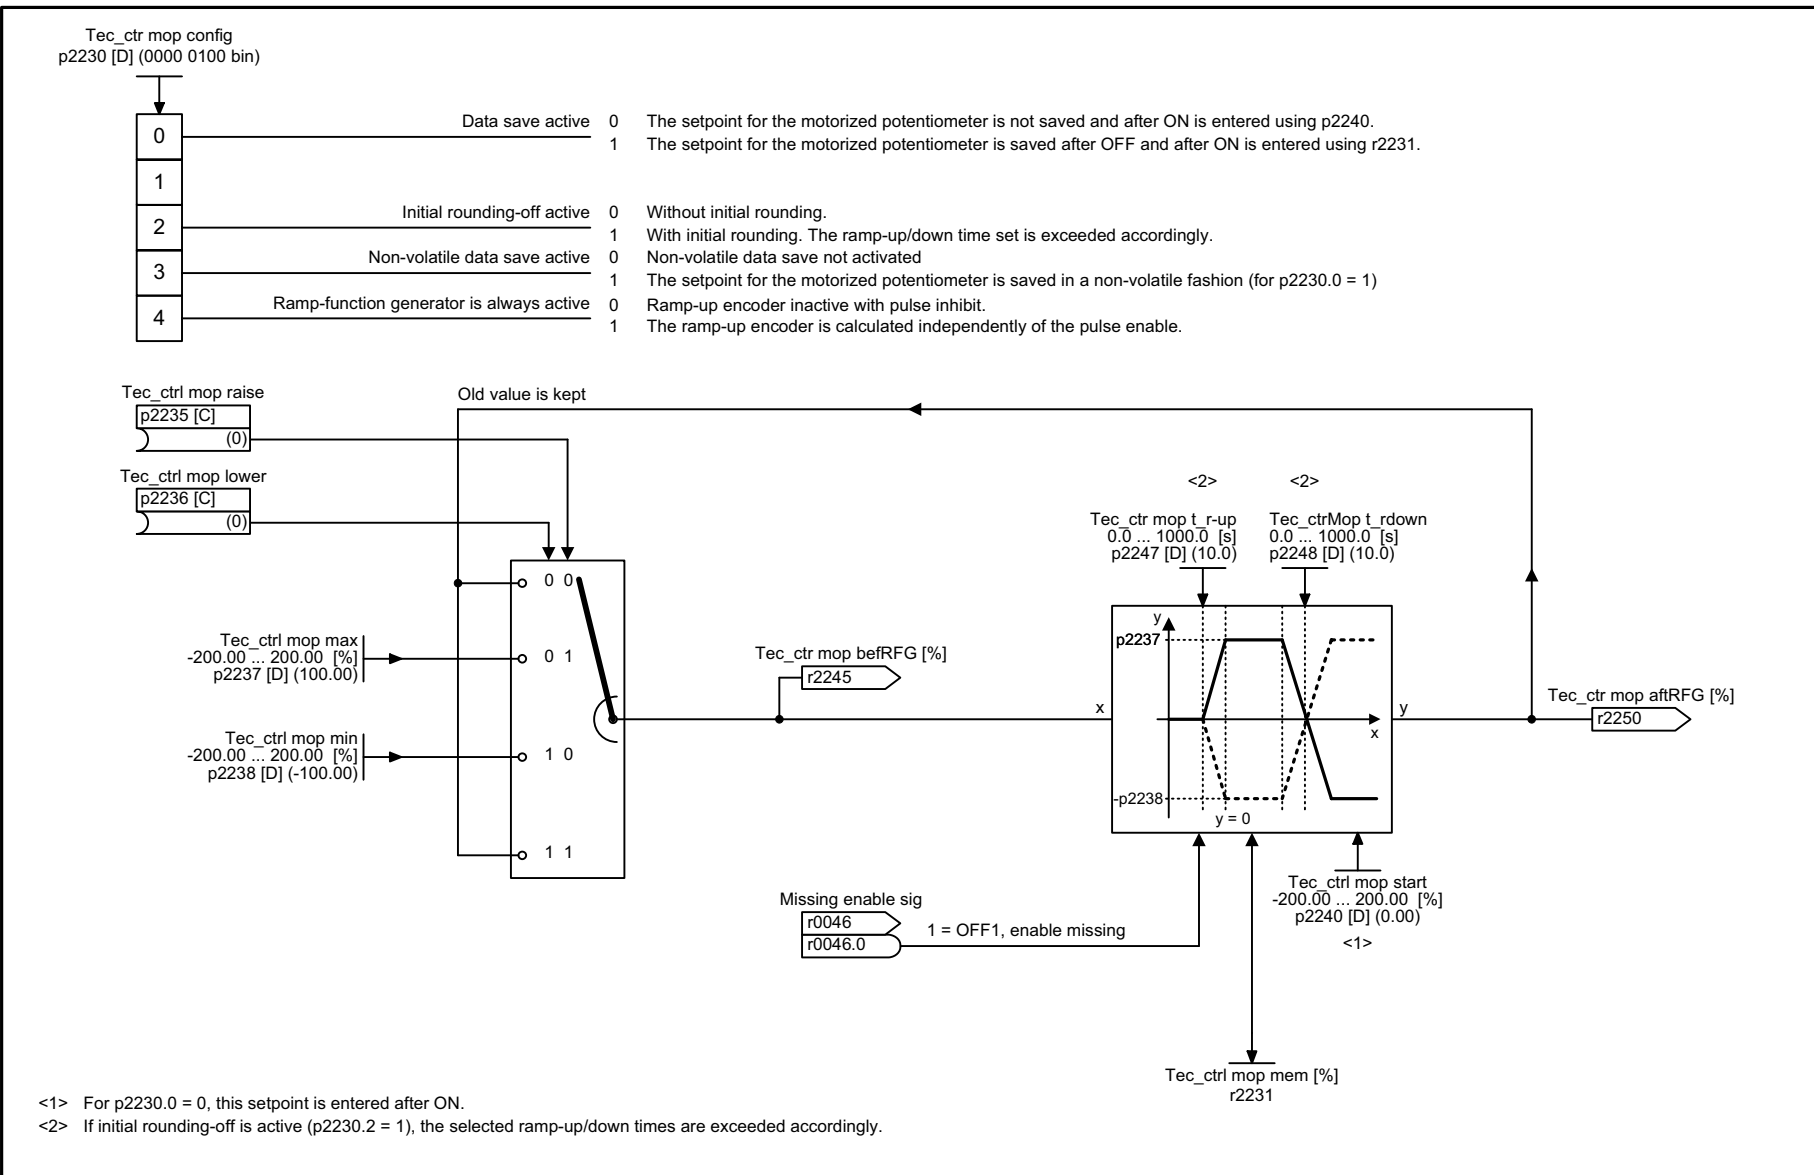 Tec_ctr mop config
p2230 [D] (0000 0100 bin)
0
1
2
3
4
Data save active 0 The setpoint for the motorized potentiometer is not saved and after ON is entered using p2240.
1 The setpoint for the motorized potentiometer is saved after OFF and after ON is entered using r2231.
Initial rounding-off active 0 Without initial rounding.
1 With initial rounding. The ramp-up/down time set is exceeded accordingly.
Non-volatile data save active 0 Non-volatile data save not activated
1 The setpoint for the motorized potentiometer is saved in a non-volatile fashion (for p2230.0 = 1)
Ramp-function generator is always active 0 Ramp-up encoder inactive with pulse inhibit.
1 The ramp-up encoder is calculated independently of the pulse enable.
Tec_ctrl mop raise
p2235 [C]
(0)
Old value is kept
Tec_ctrl mop lower
p2236 [C]
(0)
0 0
Tec_ctrl mop max
-200.00 ... 200.00 [%]
p2237 [D] (100.00)
0 1
Tec_ctrl mop min
-200.00 ... 200.00 [%]
p2238 [D] (-100.00)
1 0
1 1
Tec_ctr mop befRFG [%]
r2245
<2>
<2>
Tec_ctr mop t_r-up
0.0 ... 1000.0 [s]
p2247 [D] (10.0)
Tec_ctrMop t_rdown
0.0 ... 1000.0 [s]
p2248 [D] (10.0)
y
p2237
x
x
-p2238
y = 0
y
Tec_ctr mop aftRFG [%]
r2250
Missing enable sig
r0046
r0046.0
1 = OFF1, enable missing
Tec_ctrl mop start
-200.00 ... 200.00 [%]
p2240 [D] (0.00)
<1>
Tec_ctrl mop mem [%]
r2231
<1> For p2230.0 = 0, this setpoint is entered after ON.
<2> If initial rounding-off is active (p2230.2 = 1), the selected ramp-up/down times are exceeded accordingly.